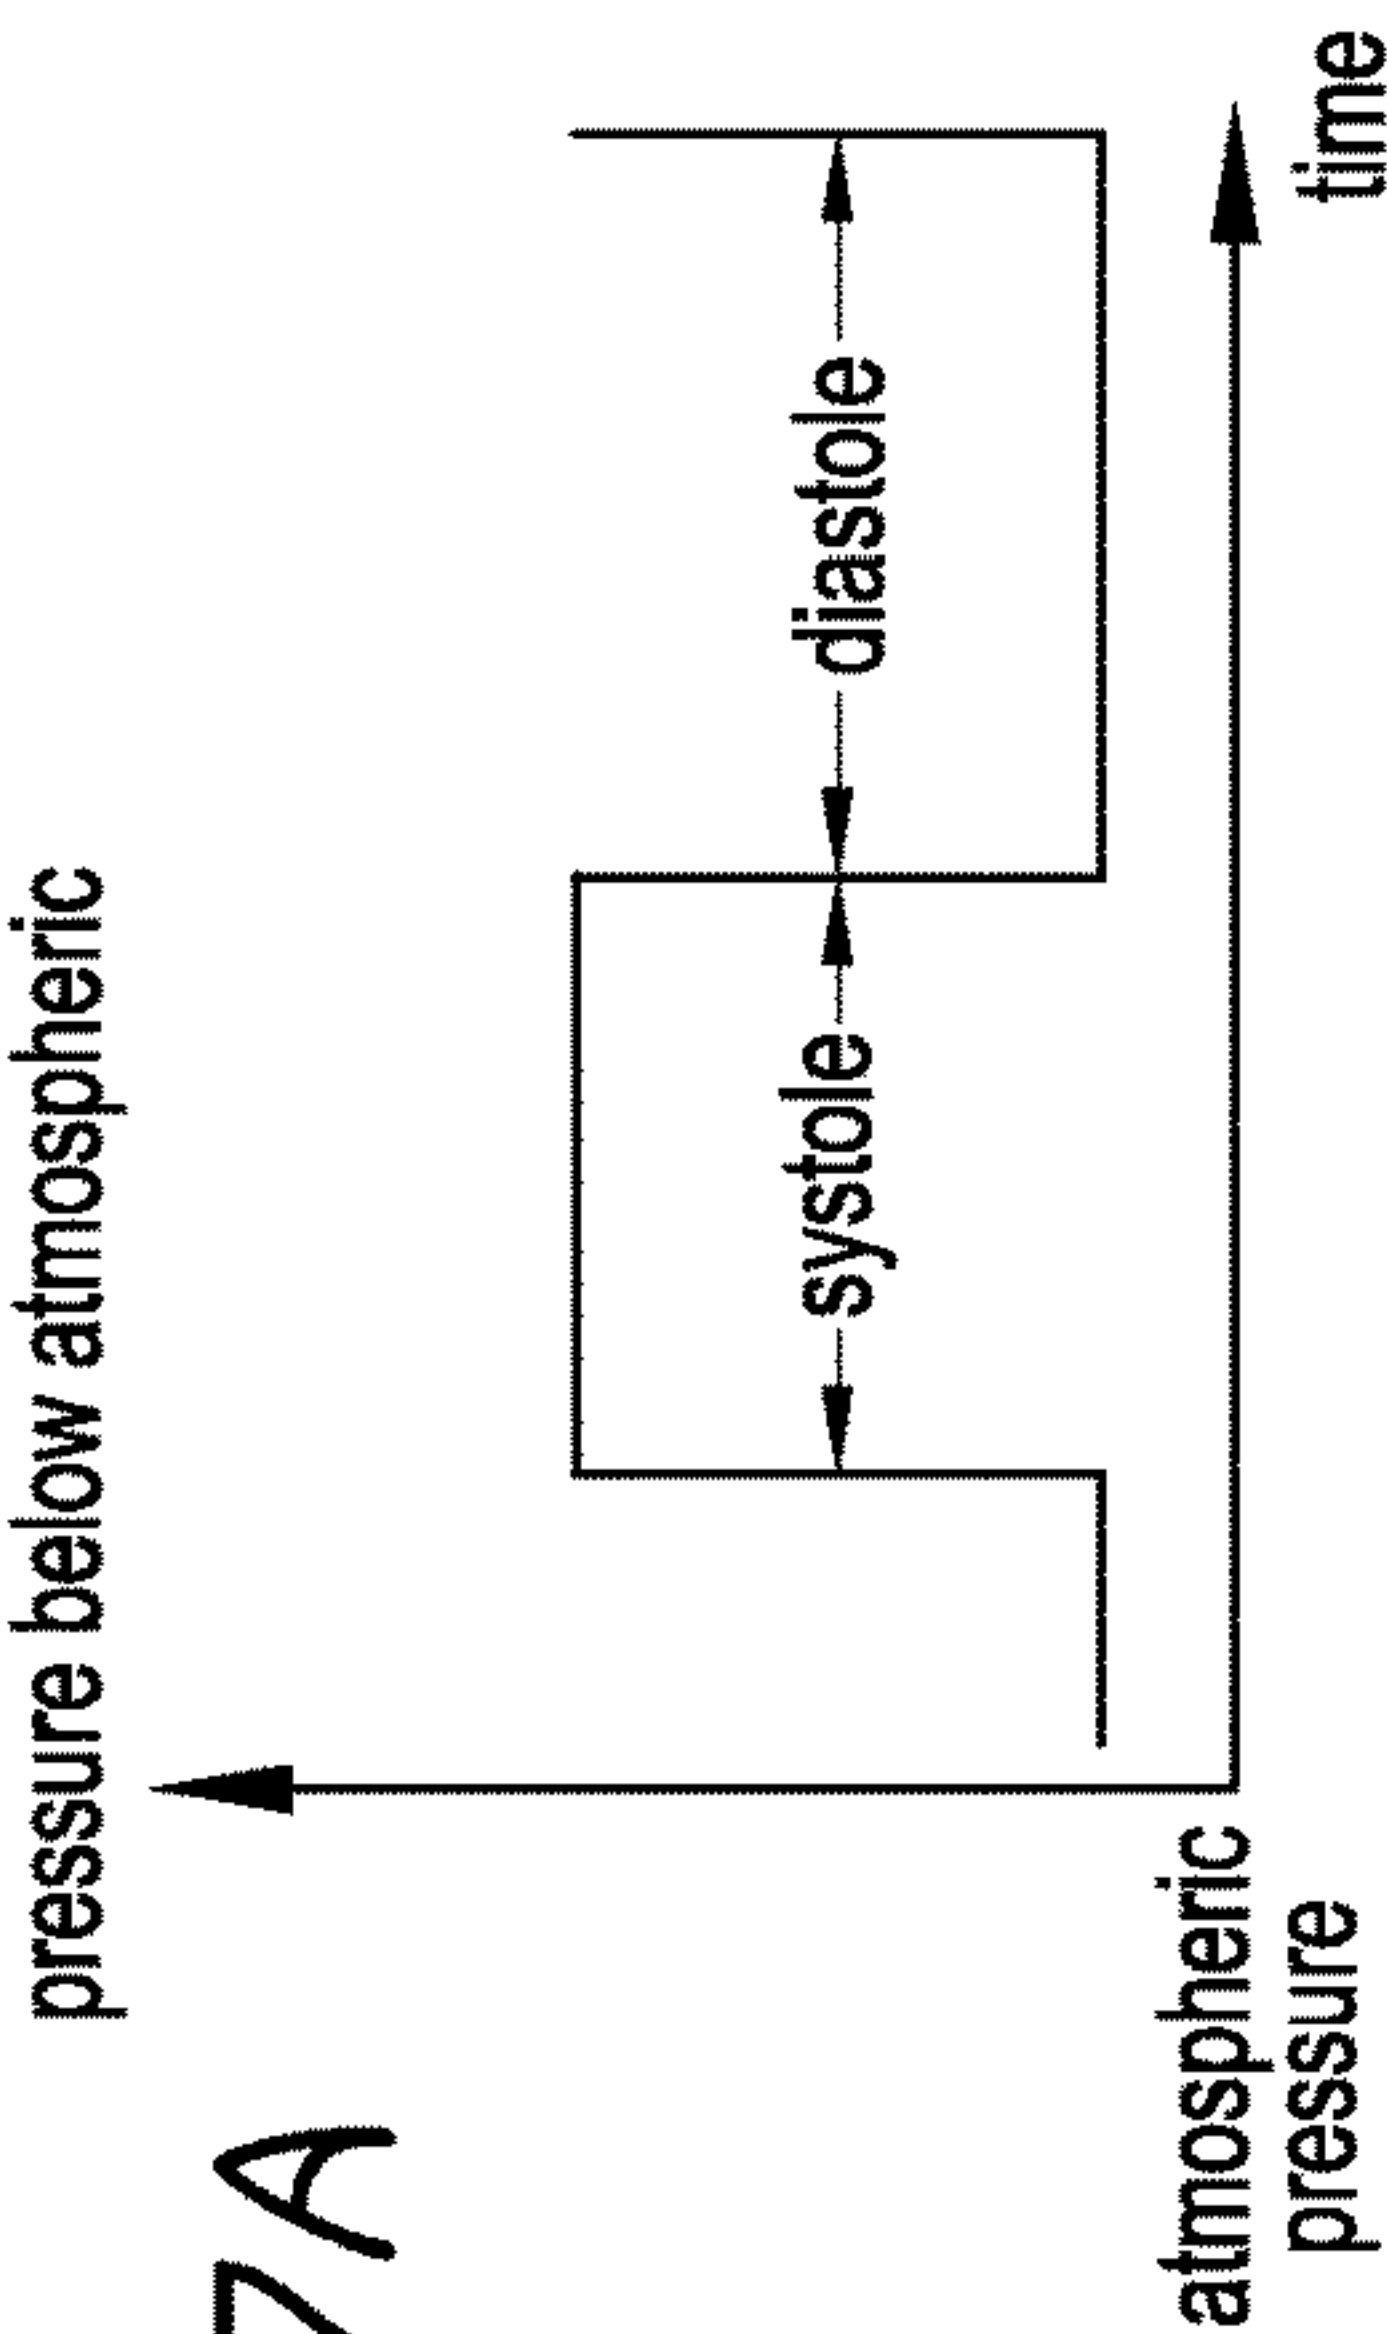 7A
pressure below atmospheric
systole
diastole
atmospheric
pressure
time